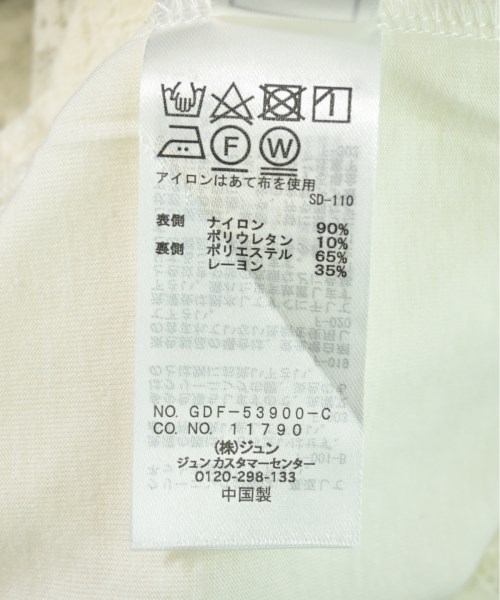 F W
アイロンはあて布を使用
SD-110
表側 ナイロン 90%
ポリウレタン 10%
裏側 ポリエステル 65%
レーヨン 35%
NO. GDF-53900-C
CO. NO. 11790
(株)ジュン
ジュンカスタマーセンター
0120-298-133
中国製